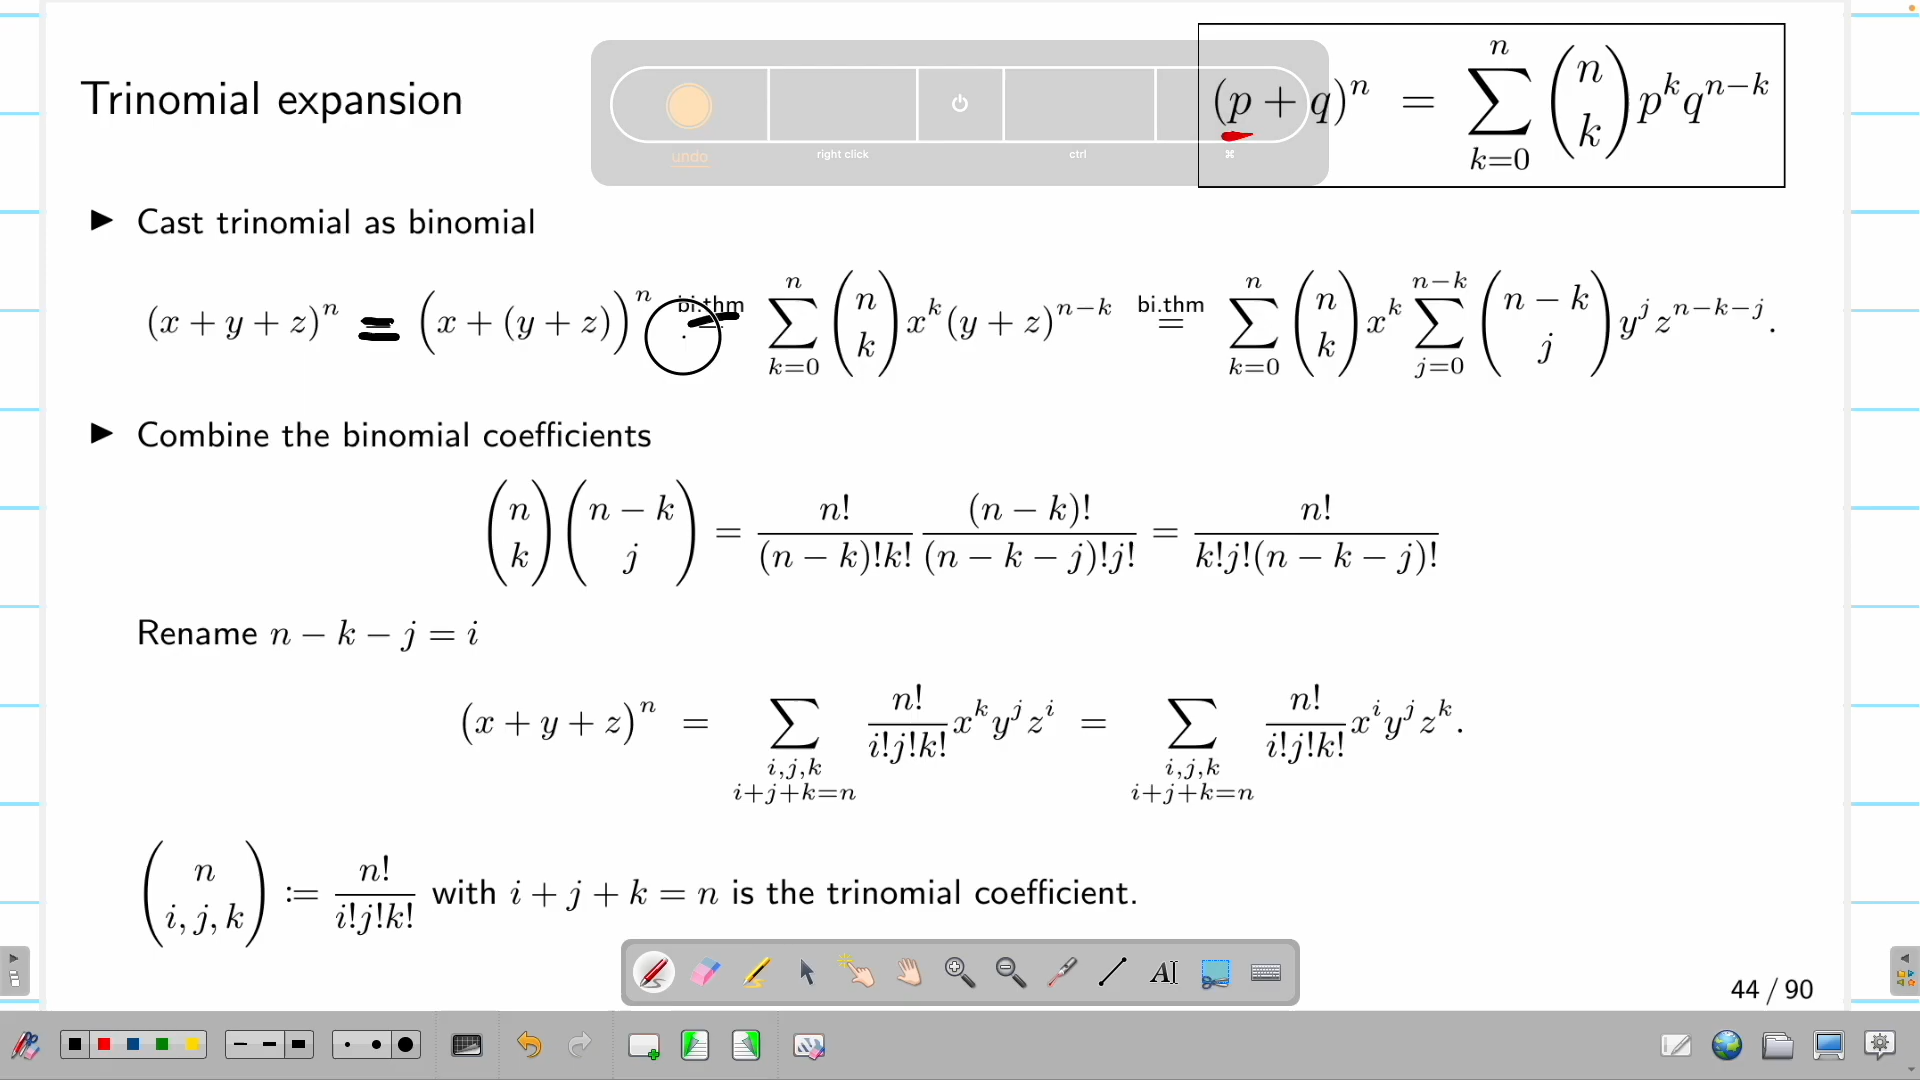 Trinomial expansion
(p + q)^n = \sum_{k=0}^{n} \binom{n}{k} p^k q^{n-k}
undo right click ctrl ⌘
▶ Cast trinomial as binomial
(x + y + z)^n = (x + (y + z))^n \overset{bi.thm}{=} \sum_{k=0}^{n} \binom{n}{k} x^k (y + z)^{n-k} \overset{bi.thm}{=} \sum_{k=0}^{n} \binom{n}{k} x^k \sum_{j=0}^{n-k} \binom{n-k}{j} y^j z^{n-k-j}.
▶ Combine the binomial coefficients
\binom{n}{k} \binom{n-k}{j} = \frac{n!}{(n-k)!k!} \frac{(n-k)!}{(n-k-j)!j!} = \frac{n!}{k!j!(n-k-j)!}
Rename n − k − j = i
(x + y + z)^n = \sum_{i,j,k \\ i+j+k=n} \frac{n!}{i!j!k!} x^k y^j z^i = \sum_{i,j,k \\ i+j+k=n} \frac{n!}{i!j!k!} x^i y^j z^k.
\binom{n}{i, j, k} := \frac{n!}{i!j!k!} with i + j + k = n is the trinomial coefficient.
44 / 90